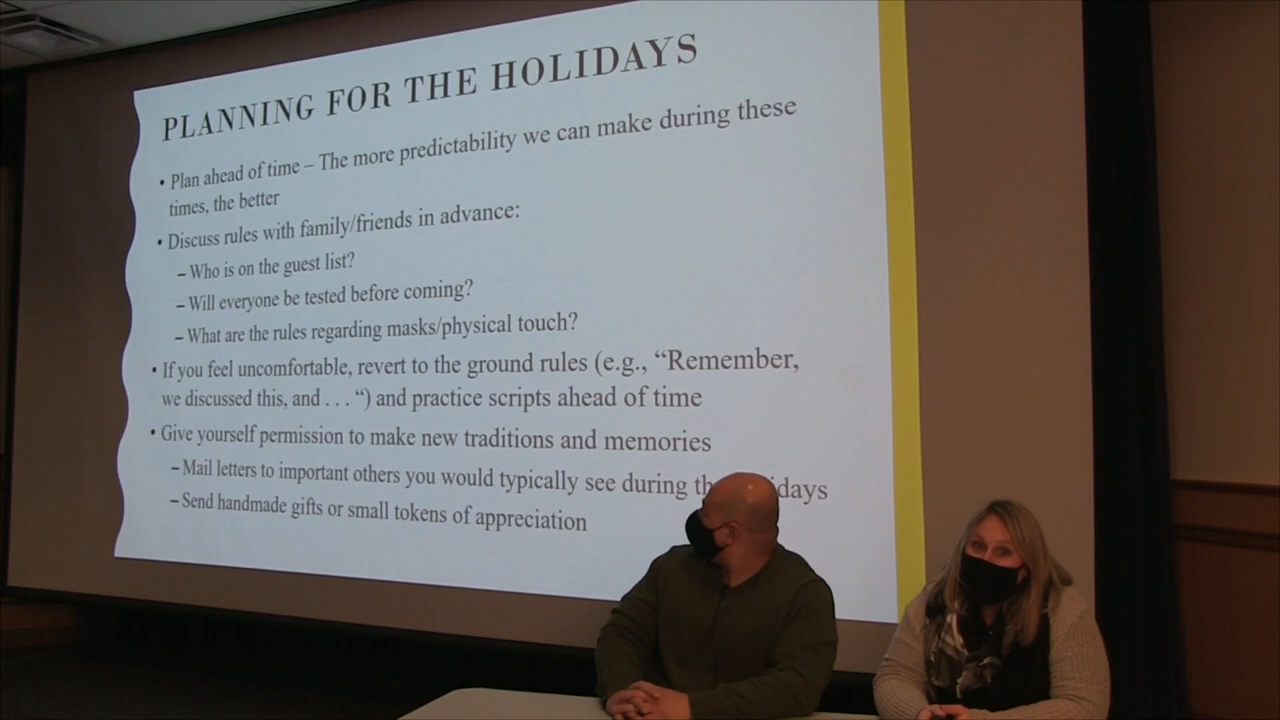 PLANNING FOR THE HOLIDAYS
• Plan ahead of time – The more predictability we can make during these
times, the better
• Discuss rules with family/friends in advance:
– Who is on the guest list?
– Will everyone be tested before coming?
– What are the rules regarding masks/physical touch?
• If you feel uncomfortable, revert to the ground rules (e.g., “Remember,
we discussed this, and . . . “) and practice scripts ahead of time
• Give yourself permission to make new traditions and memories
– Mail letters to important others you would typically see during
– Send handmade gifts or small tokens of appreciation